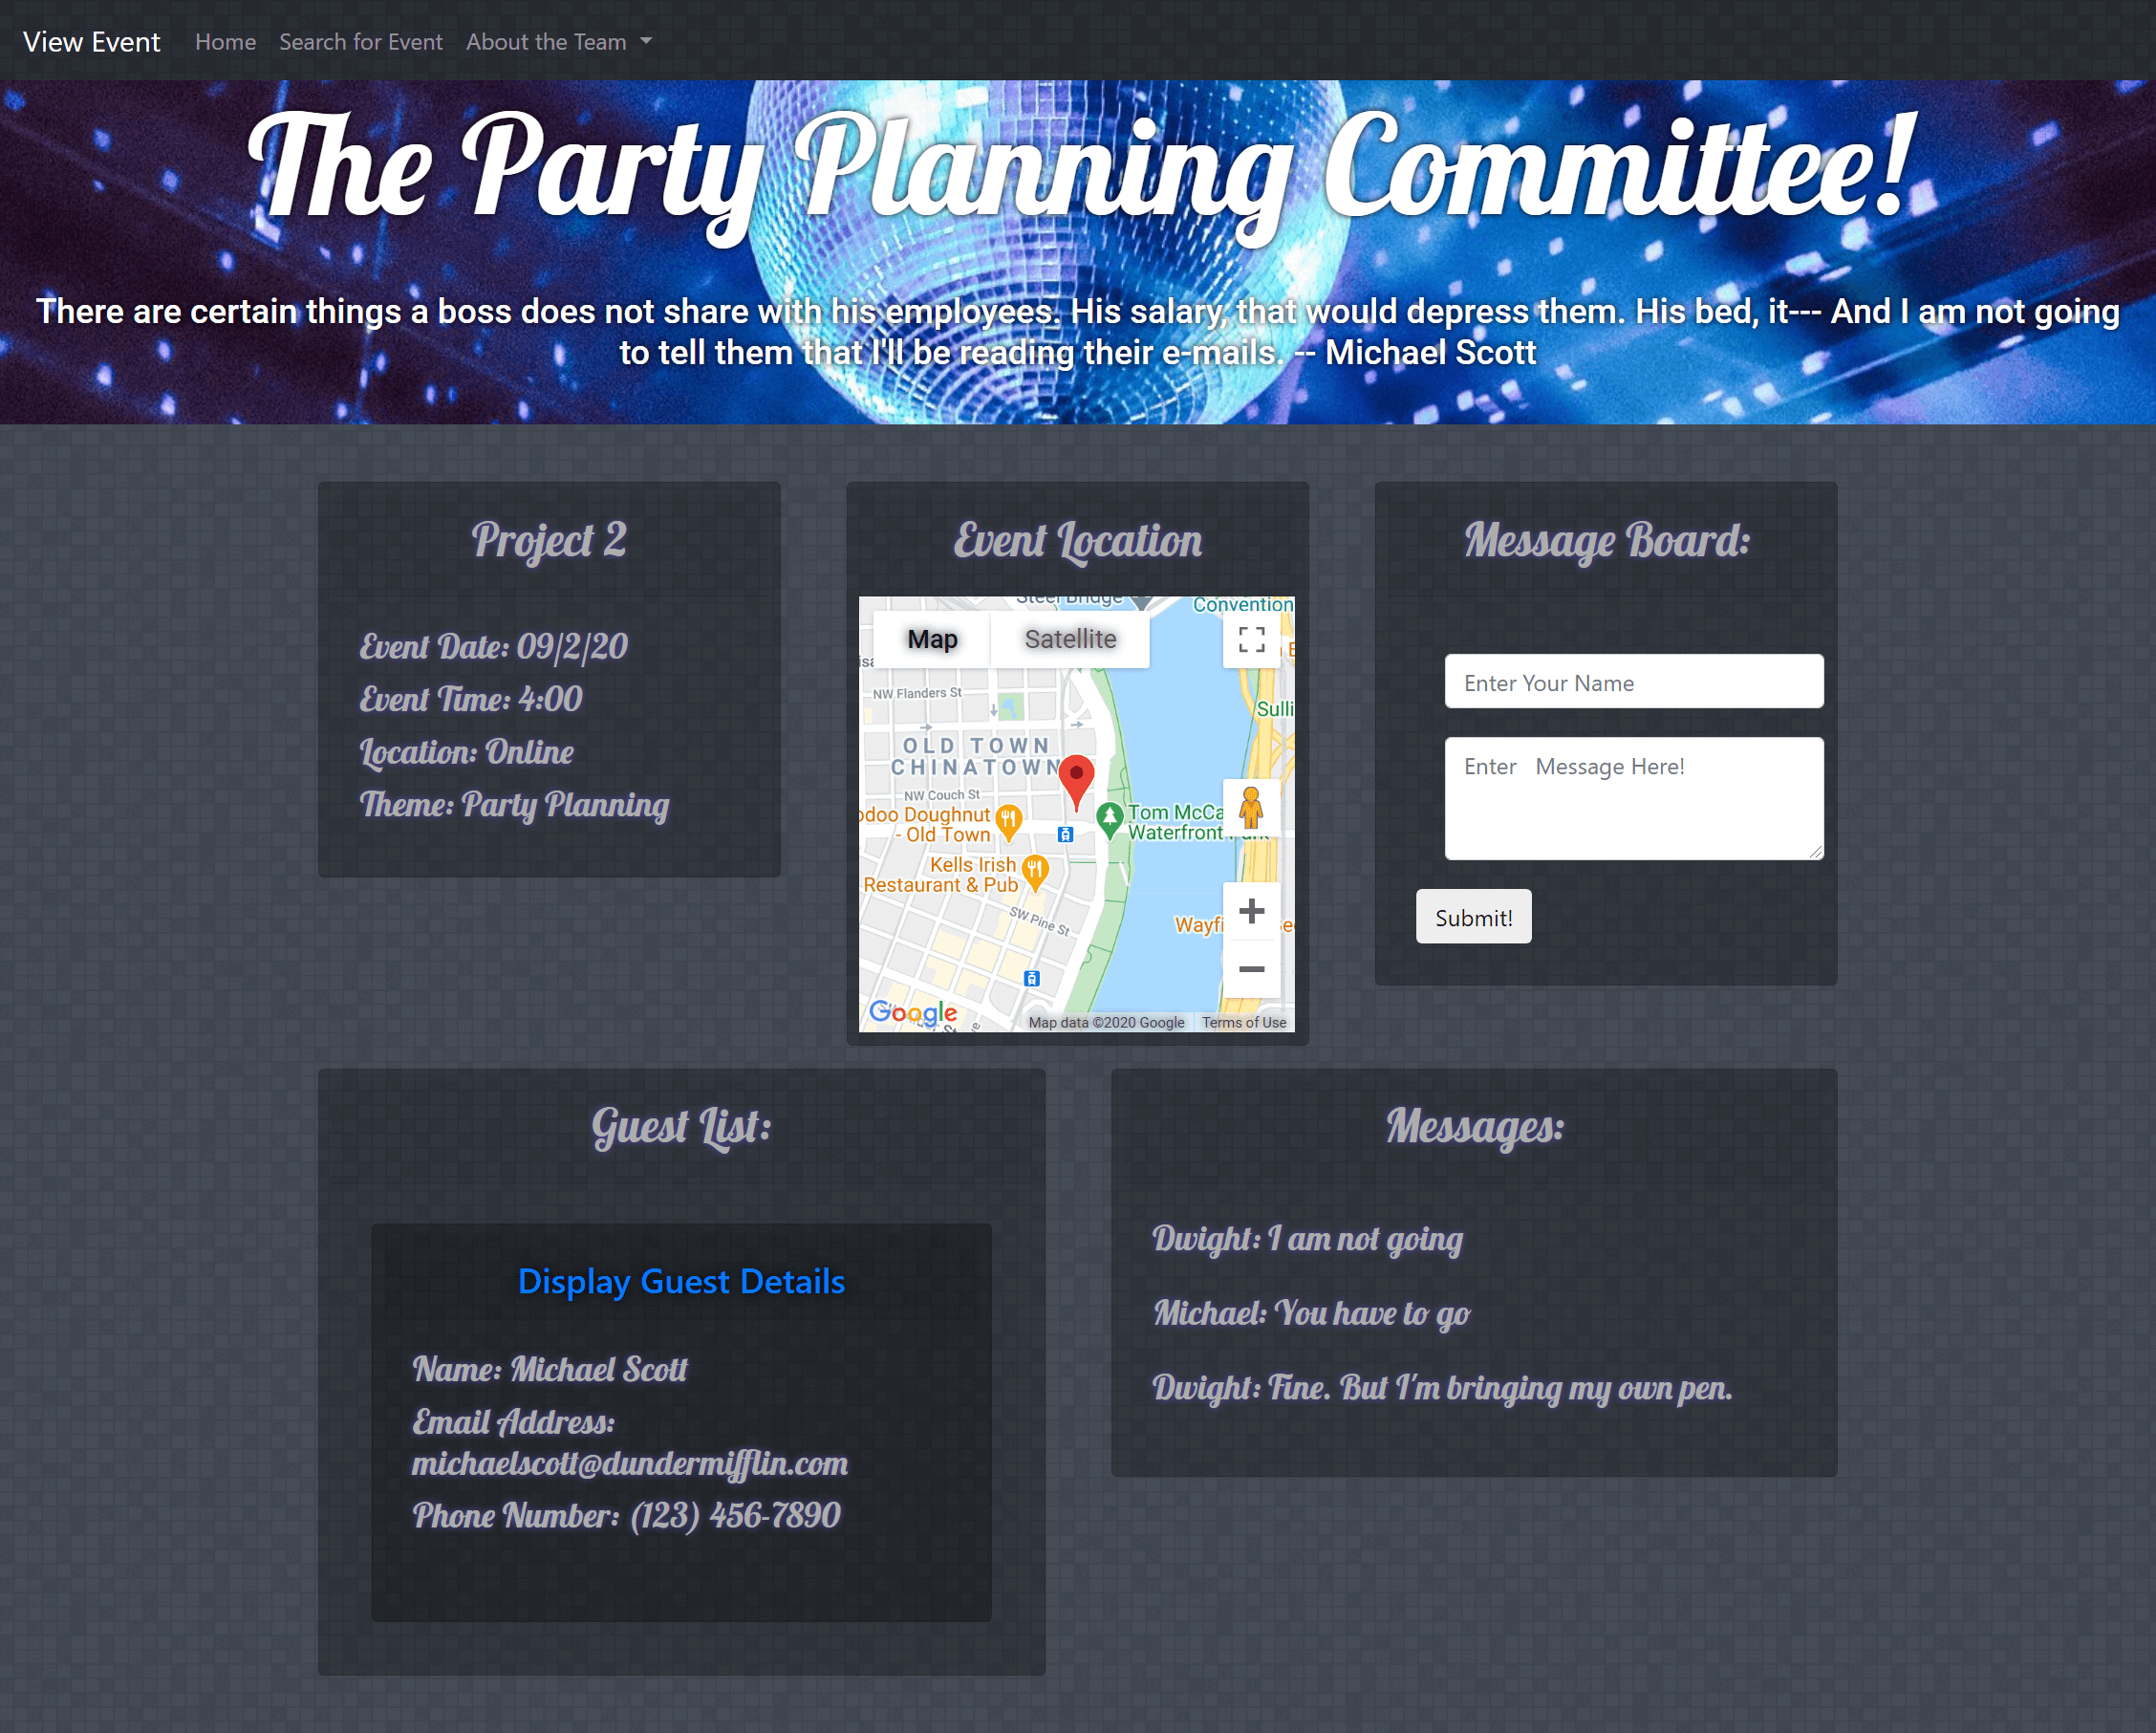 View Event Home Search for Event About the Team
The Party Planning Committee!
There are certain things a boss does not share with his employees. His salary, that would depress them. His bed, it--- And I am not going
to tell them that I'll be reading their e-mails. -- Michael Scott
Project 2
Event Date: 09/2/20
Event Time: 4:00
Location: Online
Theme: Party Planning
Event Location
Steel Bridge
Convention
Map Satellite
NW Flanders St
Sulli
OLD TOWN
CHINATOWN
NW Couch St
odoo Doughnut
- Old Town
Tom McCa
Waterfront
Kells Irish
Restaurant & Pub
SW Pine St
Wayfi
Google
Map data ©2020 Google Terms of Use
Message Board:
Enter Your Name
Enter   Message Here!
Submit!
Guest List:
Display Guest Details
Name: Michael Scott
Email Address:
michaelscott@dundermifflin.com
Phone Number: (123) 456-7890
Messages:
Dwight: I am not going
Michael: You have to go
Dwight: Fine. But I'm bringing my own pen.